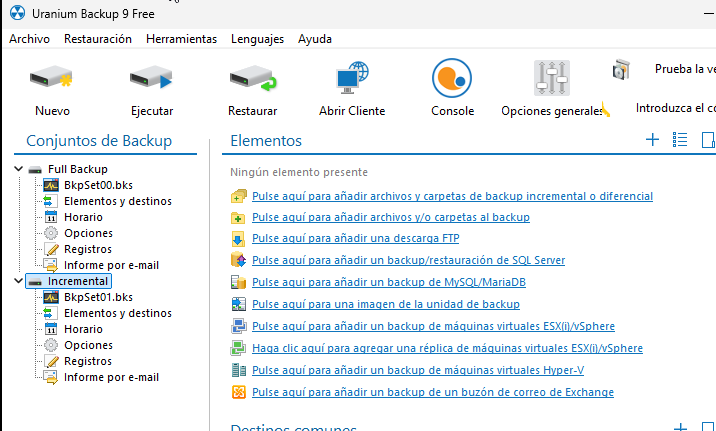 Uranium Backup 9 Free
Archivo Restauración Herramientas Lenguajes Ayuda
Nuevo Ejecutar Restaurar Abrir Cliente Console Opciones generales
Prueba la ve
Introduzca el co
Conjuntos de Backup
Full Backup
BkpSet00.bks
Elementos y destinos
Horario
Opciones
Registros
Informe por e-mail
Incremental
BkpSet01.bks
Elementos y destinos
Horario
Opciones
Registros
Informe por e-mail
Elementos
Ningún elemento presente
Pulse aquí para añadir archivos y carpetas de backup incremental o diferencial
Pulse aquí para añadir archivos y/o carpetas al backup
Pulse aquí para añadir una descarga FTP
Pulse aquí para añadir un backup/restauración de SQL Server
Pulse aqui para añadir un backup de MySQL/MariaDB
Pulse aquí para una imagen de la unidad de backup
Pulse aquí para añadir un backup de máquinas virtuales ESX(i)/vSphere
Haga clic aquí para agregar una réplica de máquinas virtuales ESX(i)/vSphere
Pulse aquí para añadir un backup de máquinas virtuales Hyper-V
Pulse aquí para añadir un backup de un buzón de correo de Exchange
Destinos comunes